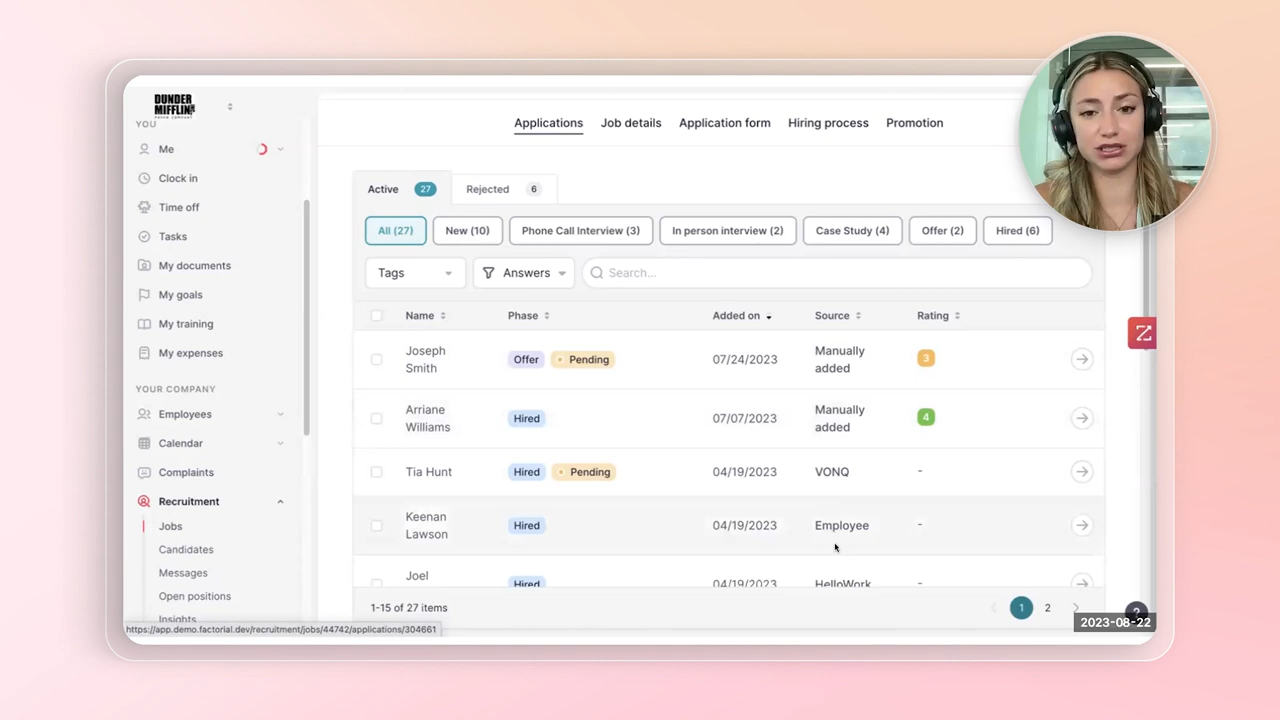 DUNDER
MIFFLIN
YOU
Me
Clock in
Time off
Tasks
My documents
My goals
My training
My expenses
YOUR COMPANY
Employees
Calendar
Complaints
Recruitment
Jobs
Candidates
Messages
Open positions
Insights
https://app.demo.factorial.dev/recruitment/jobs/44742/applications/304661
Applications Job details Application form Hiring process Promotion
Active 27 Rejected 6
All (27) New (10) Phone Call Interview (3) In person interview (2) Case Study (4) Offer (2) Hired (6)
Tags Answers Search...
Name Phase Added on Source Rating
Joseph Smith Offer Pending 07/24/2023 Manually added 3
Arriane Williams Hired 07/07/2023 Manually added 4
Tia Hunt Hired Pending 04/19/2023 VONQ -
Keenan Lawson Hired 04/19/2023 Employee -
Joel Hired 04/19/2023 HelloWork -
1-15 of 27 items 1 2
?
2023-08-22